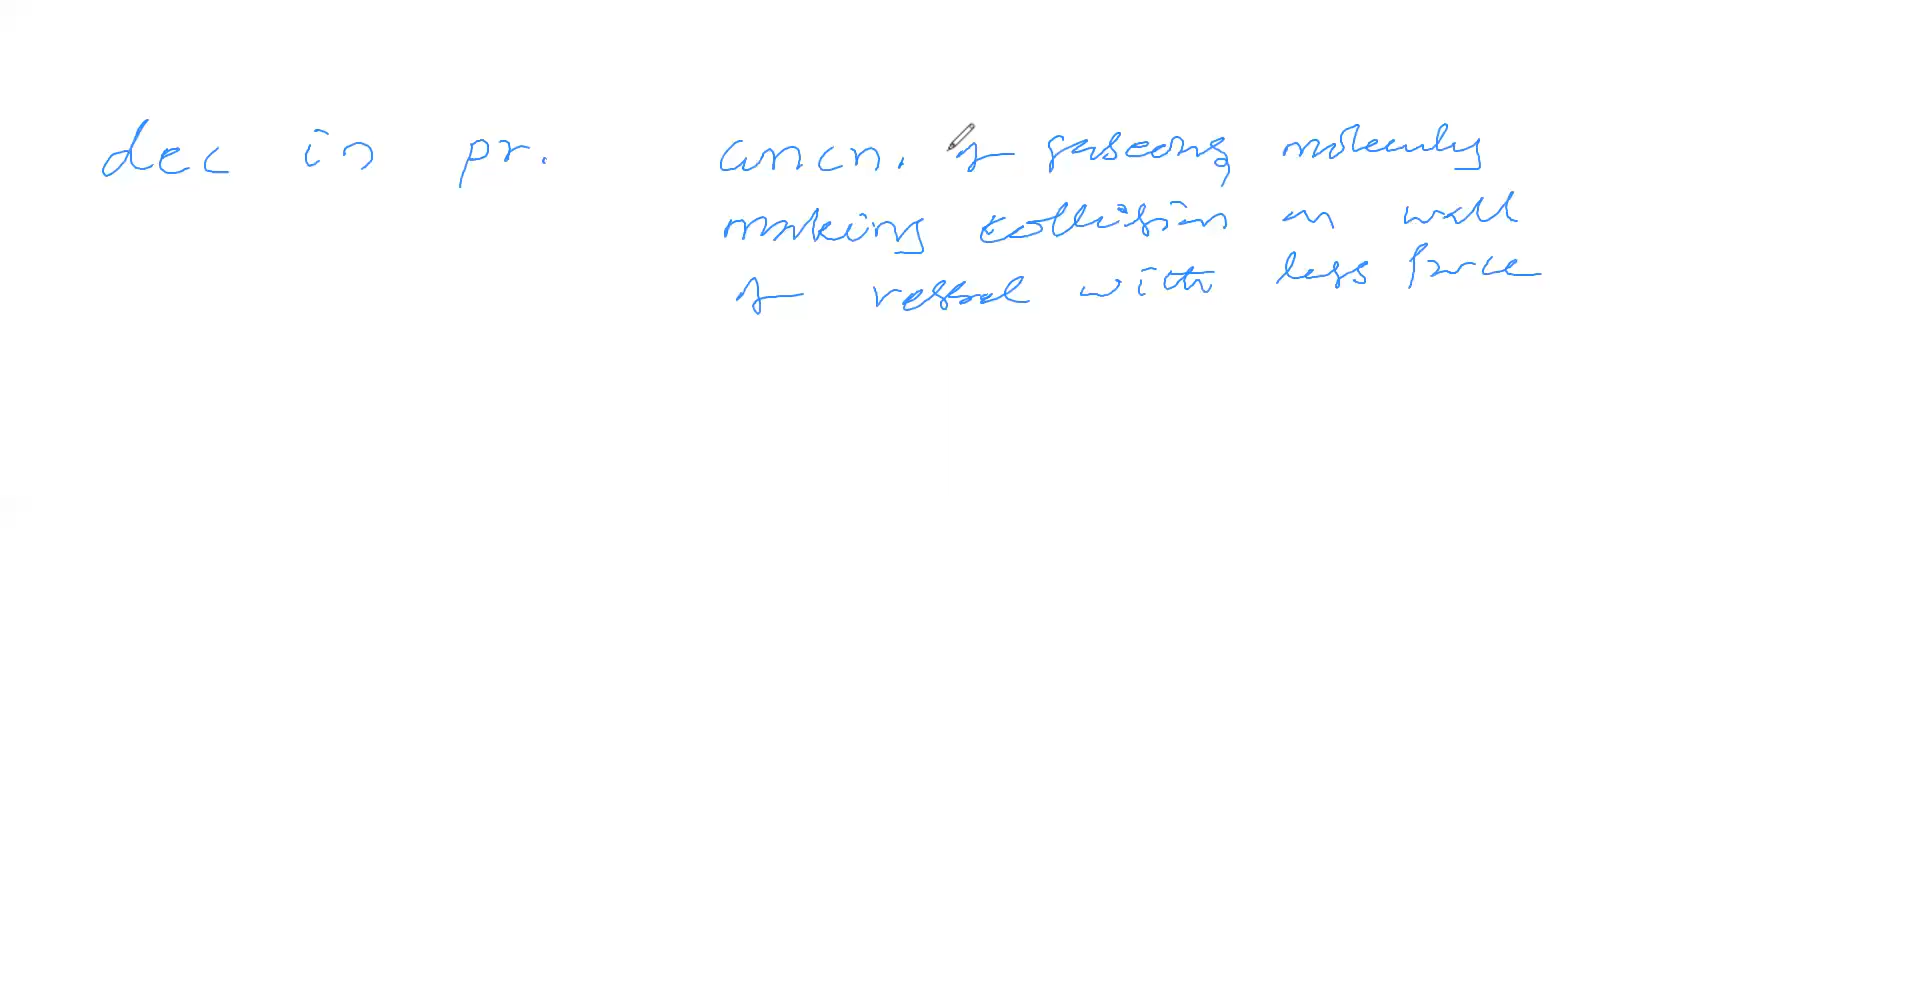 dec in pr. concn. of gaseous molecules
making collision on wall
of vessel with less force